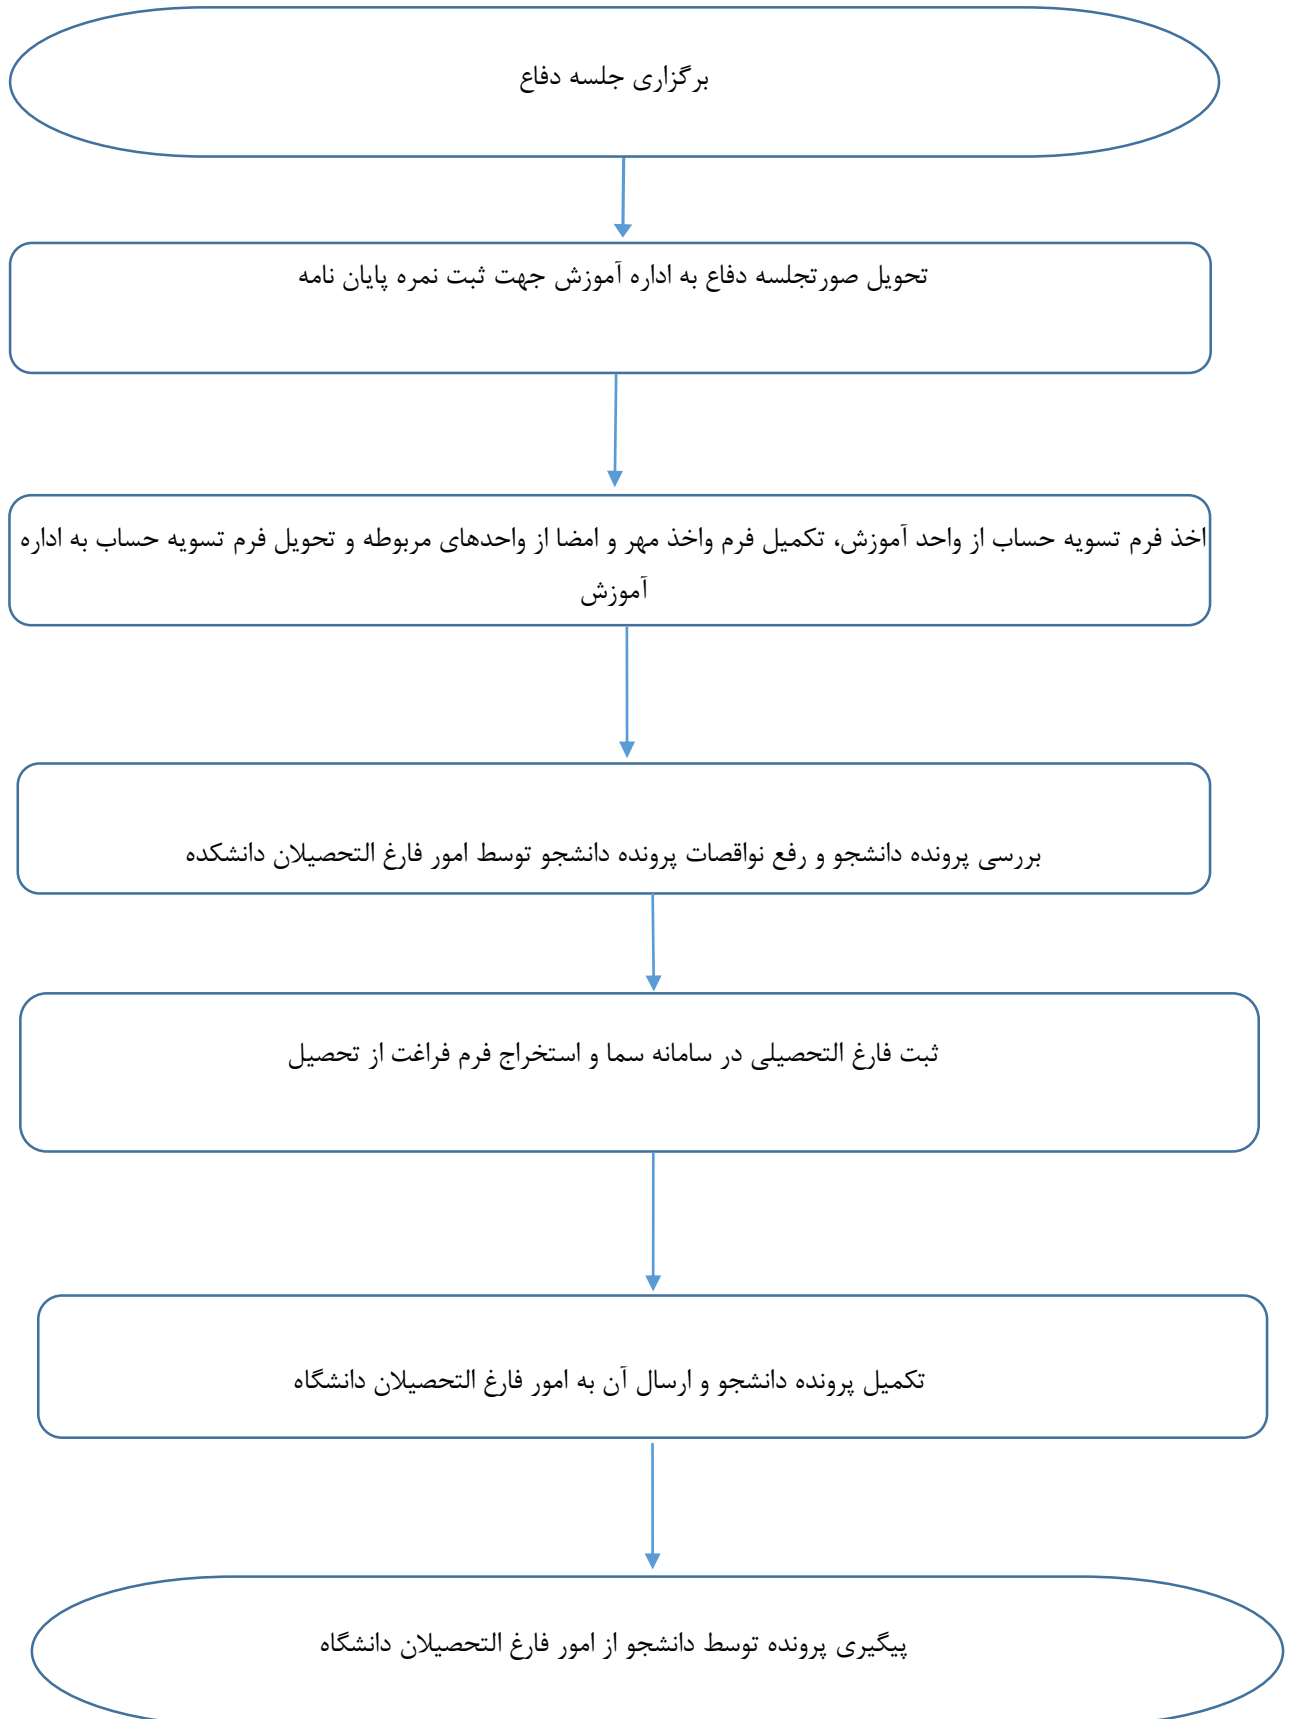 برگزاری جلسه دفاع
تحویل صورتجلسه دفاع به اداره آموزش جهت ثبت نمره پایان نامه
اخذ فرم تسویه حساب از واحد آموزش، تکمیل فرم واخذ مهر و امضا از واحدهای مربوطه و تحویل فرم تسویه حساب به اداره
آموزش
بررسی پرونده دانشجو و رفع نواقصات پرونده دانشجو توسط امور فارغ التحصیلان دانشکده
ثبت فارغ التحصیلی در سامانه سما و استخراج فرم فراغت از تحصیل
تکمیل پرونده دانشجو و ارسال آن به امور فارغ التحصیلان دانشگاه
پیگیری پرونده توسط دانشجو از امور فارغ التحصیلان دانشگاه